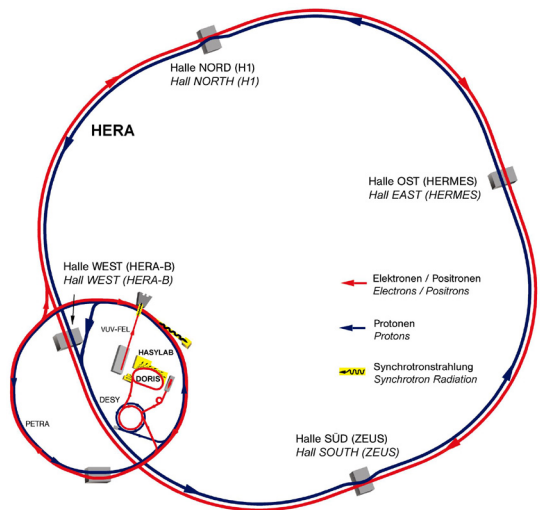 Halle NORD (H1)
Hall NORTH (H1)
HERA
Halle OST (HERMES)
Hall EAST (HERMES)
Halle WEST (HERA-B)
Hall WEST (HERA-B)
Elektronen / Positronen
Electrons / Positrons
Protonen
Protons
Synchrotronstrahlung
Synchrotron Radiation
VUV-FEL
HASYLAB
DORIS
DESY
PETRA
Halle SÜD (ZEUS)
Hall SOUTH (ZEUS)